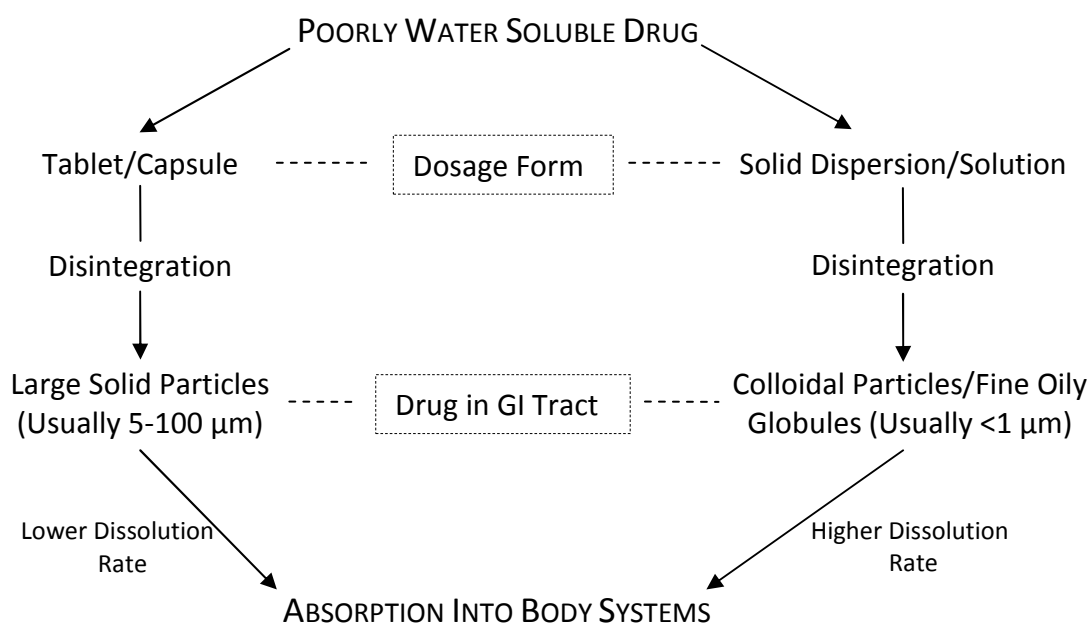 POORLY WATER SOLUBLE DRUG
Tablet/Capsule
Dosage Form
Solid Dispersion/Solution
Disintegration
Disintegration
Large Solid Particles
(Usually 5-100 µm)
Drug in GI Tract
Colloidal Particles/Fine Oily
Globules (Usually <1 µm)
Lower Dissolution
Rate
Higher Dissolution
Rate
ABSORPTION INTO BODY SYSTEMS